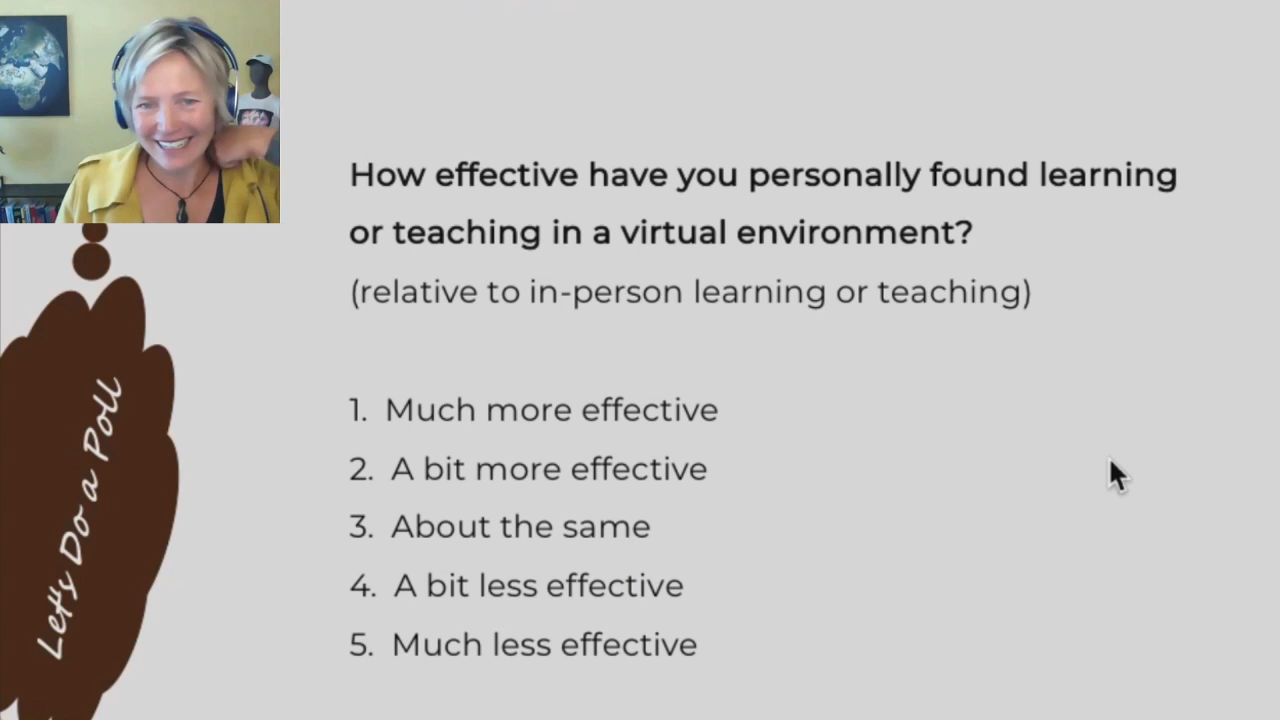 How effective have you personally found learning
or teaching in a virtual environment?
(relative to in-person learning or teaching)
1. Much more effective
2. A bit more effective
3. About the same
4. A bit less effective
5. Much less effective
Let's Do a Poll